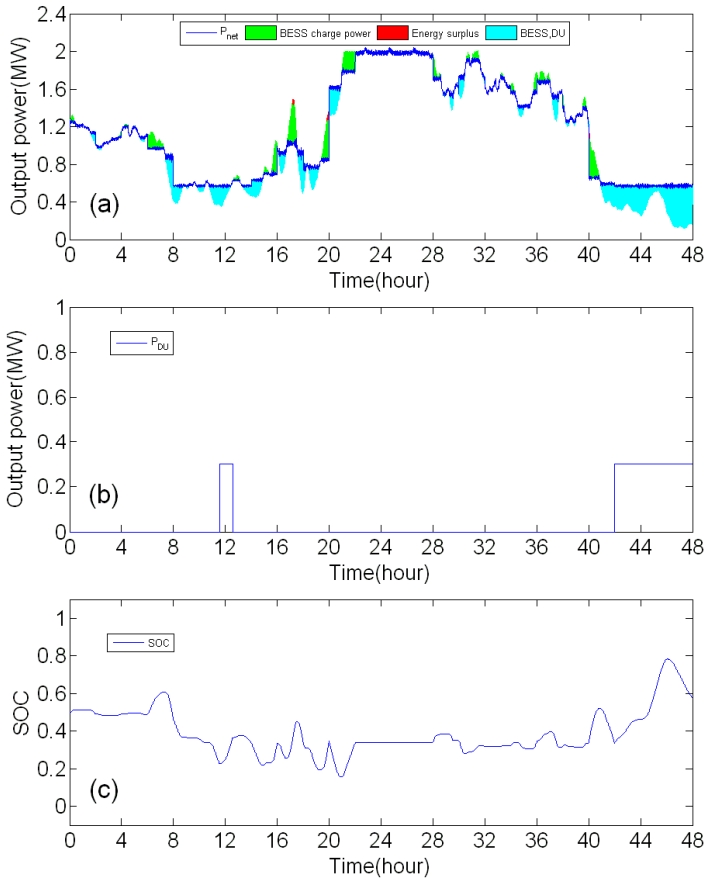 P_net BESS charge power Energy surplus BESS,DU
2.4
2
1.6
1.2
0.8
0.4
0
Output power(MW)
(a)
0 4 8 12 16 20 24 28 32 36 40 44 48
Time(hour)
1
0.8
0.6
0.4
0.2
0
Output power(MW)
P_DU
(b)
0 4 8 12 16 20 24 28 32 36 40 44 48
Time(hour)
1
0.8
0.6
0.4
0.2
0
SOC
SOC
(c)
0 4 8 12 16 20 24 28 32 36 40 44 48
Time(hour)